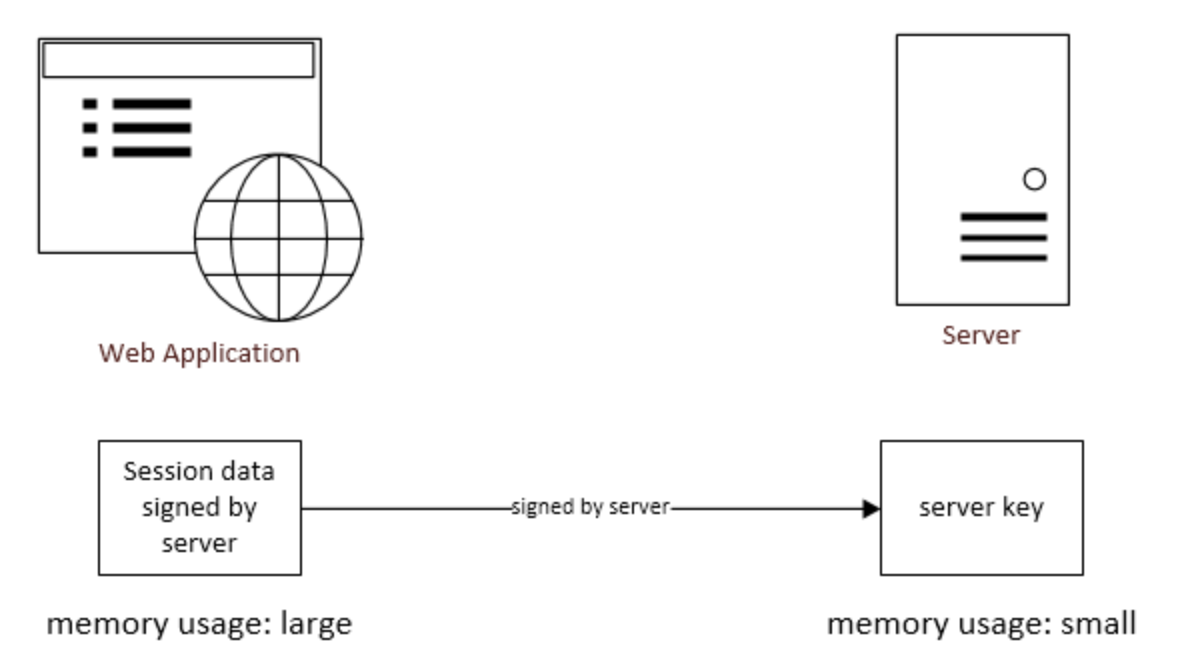 Web Application
Server
Session data
signed by
server
signed by server
server key
memory usage: large
memory usage: small